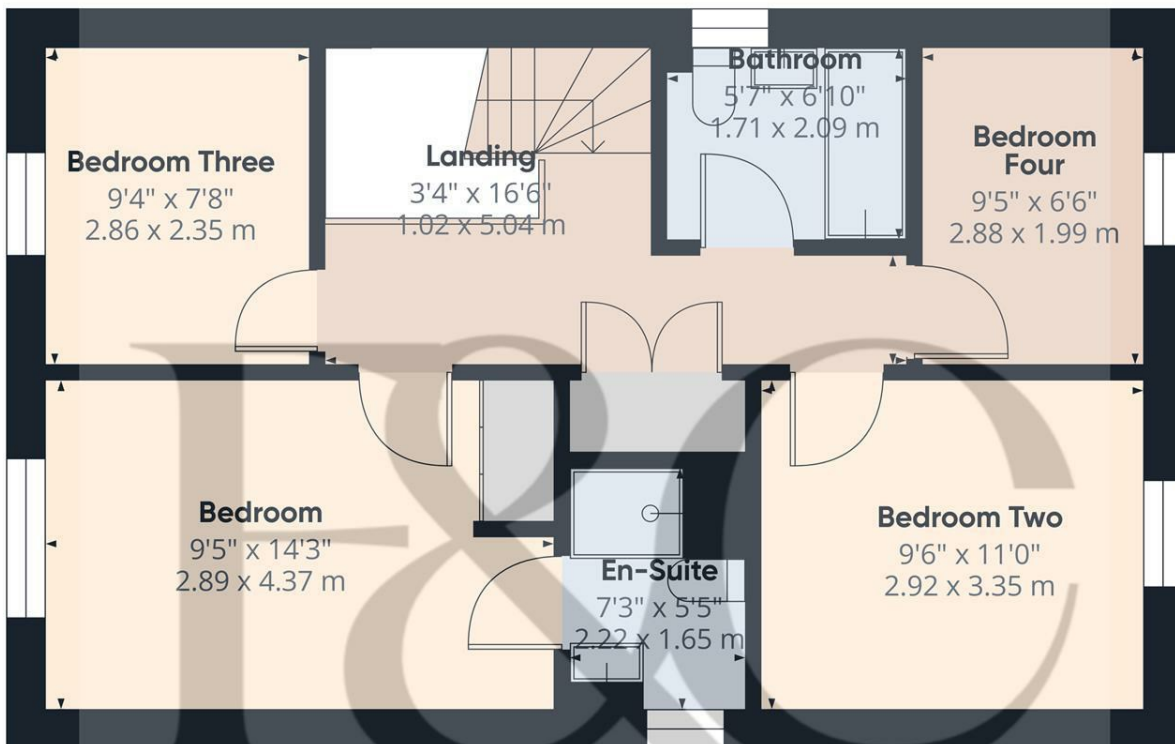 Bathroom
5'7" x 6'10"
1.71 x 2.09 m
Bedroom Three
9'4" x 7'8"
2.86 x 2.35 m
Landing
3'4" x 16'6"
1.02 x 5.04 m
Bedroom
Four
9'5" x 6'6"
2.88 x 1.99 m
Bedroom
9'5" x 14'3"
2.89 x 4.37 m
En-Suite
7'3" x 5'5"
2.22 x 1.65 m
Bedroom Two
9'6" x 11'0"
2.92 x 3.35 m
F&C